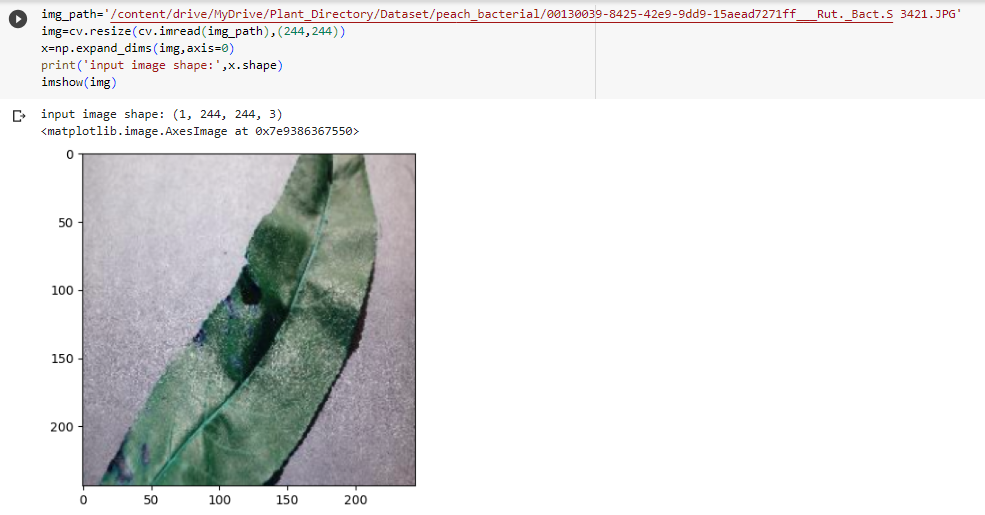 img_path='/content/drive/MyDrive/Plant_Directory/Dataset/peach_bacterial/00130039-8425-42e9-9dd9-15aead7271ff___Rut._Bact.S 3421.JPG'
img=cv.resize(cv.imread(img_path),(244,244))
x=np.expand_dims(img,axis=0)
print('input image shape:',x.shape)
imshow(img)
input image shape: (1, 244, 244, 3)
<matplotlib.image.AxesImage at 0x7e9386367550>
0
50
100
150
200
0 50 100 150 200